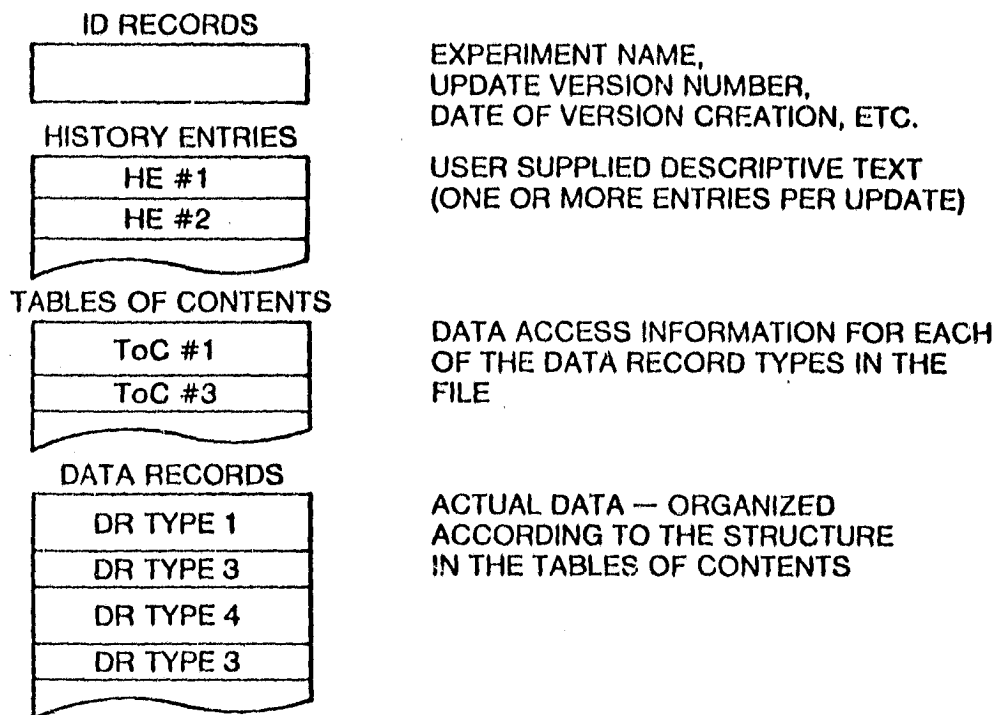 ID RECORDS
EXPERIMENT NAME,
UPDATE VERSION NUMBER,
DATE OF VERSION CREATION, ETC.
HISTORY ENTRIES
HE #1
HE #2
USER SUPPLIED DESCRIPTIVE TEXT
(ONE OR MORE ENTRIES PER UPDATE)
TABLES OF CONTENTS
ToC #1
ToC #3
DATA ACCESS INFORMATION FOR EACH
OF THE DATA RECORD TYPES IN THE
FILE
DATA RECORDS
DR TYPE 1
DR TYPE 3
DR TYPE 4
DR TYPE 3
ACTUAL DATA — ORGANIZED
ACCORDING TO THE STRUCTURE
IN THE TABLES OF CONTENTS